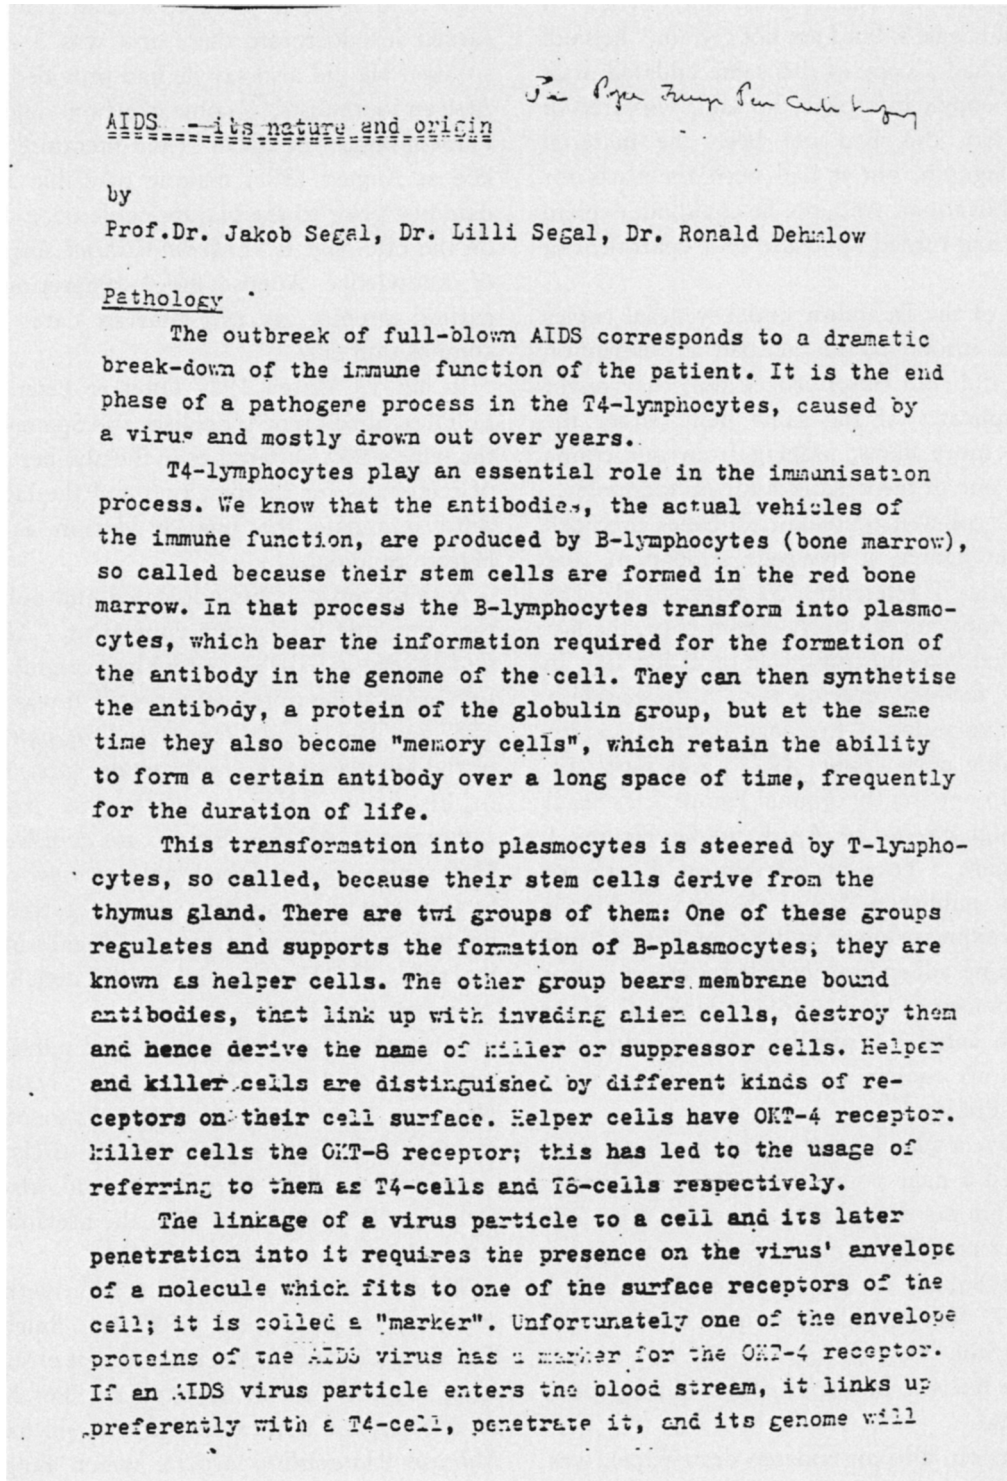 AIDS - its nature and origin
by
Prof.Dr. Jakob Segal, Dr. Lilli Segal, Dr. Ronald Dehmlow
Pathology
The outbreak of full-blown AIDS corresponds to a dramatic
break-down of the immune function of the patient. It is the end
phase of a pathogene process in the T4-lymphocytes, caused by
a virus and mostly drown out over years.
T4-lymphocytes play an essential role in the immunisation
process. We know that the antibodies, the actual vehicles of
the immune function, are produced by B-lymphocytes (bone marrow),
so called because their stem cells are formed in the red bone
marrow. In that process the B-lymphocytes transform into plasmo-
cytes, which bear the information required for the formation of
the antibody in the genome of the cell. They can then synthetise
the antibody, a protein of the globulin group, but at the same
time they also become "memory cells", which retain the ability
to form a certain antibody over a long space of time, frequently
for the duration of life.
This transformation into plasmocytes is steered by T-lympho-
cytes, so called, because their stem cells derive from the
thymus gland. There are twi groups of them: One of these groups
regulates and supports the formation of B-plasmocytes; they are
known as helper cells. The other group bears membrane bound
antibodies, that link up with invading alien cells, destroy them
and hence derive the name of killer or suppressor cells. Helper
and killer cells are distinguished by different kinds of re-
ceptors on their cell surface. Helper cells have OKT-4 receptor.
killer cells the OKT-8 receptor; this has led to the usage of
referring to them as T4-cells and T8-cells respectively.
The linkage of a virus particle to a cell and its later
penetration into it requires the presence on the virus' envelope
of a molecule which fits to one of the surface receptors of the
cell; it is colled a "marker". Unfortunately one of the envelope
proteins of the AIDS virus has a marker for the OKT-4 receptor.
If an AIDS virus particle enters the blood stream, it links up
preferently with a T4-cell, penetrate it, and its genome will